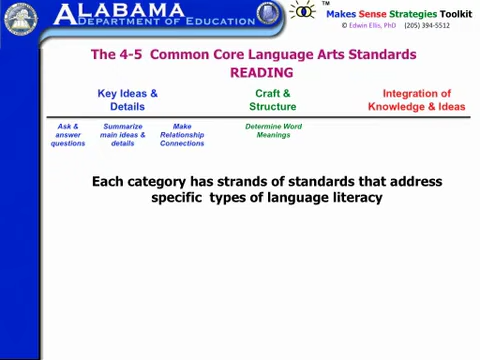 ALABAMA
DEPARTMENT OF EDUCATION
™
Makes Sense Strategies Toolkit
© Edwin Ellis, PhD (205) 394-5512
The 4-5 Common Core Language Arts Standards
READING
Key Ideas &
Details
Craft &
Structure
Integration of
Knowledge & Ideas
Ask &
answer
questions
Summarize
main ideas &
details
Make
Relationship
Connections
Determine Word
Meanings
Each category has strands of standards that address
specific types of language literacy